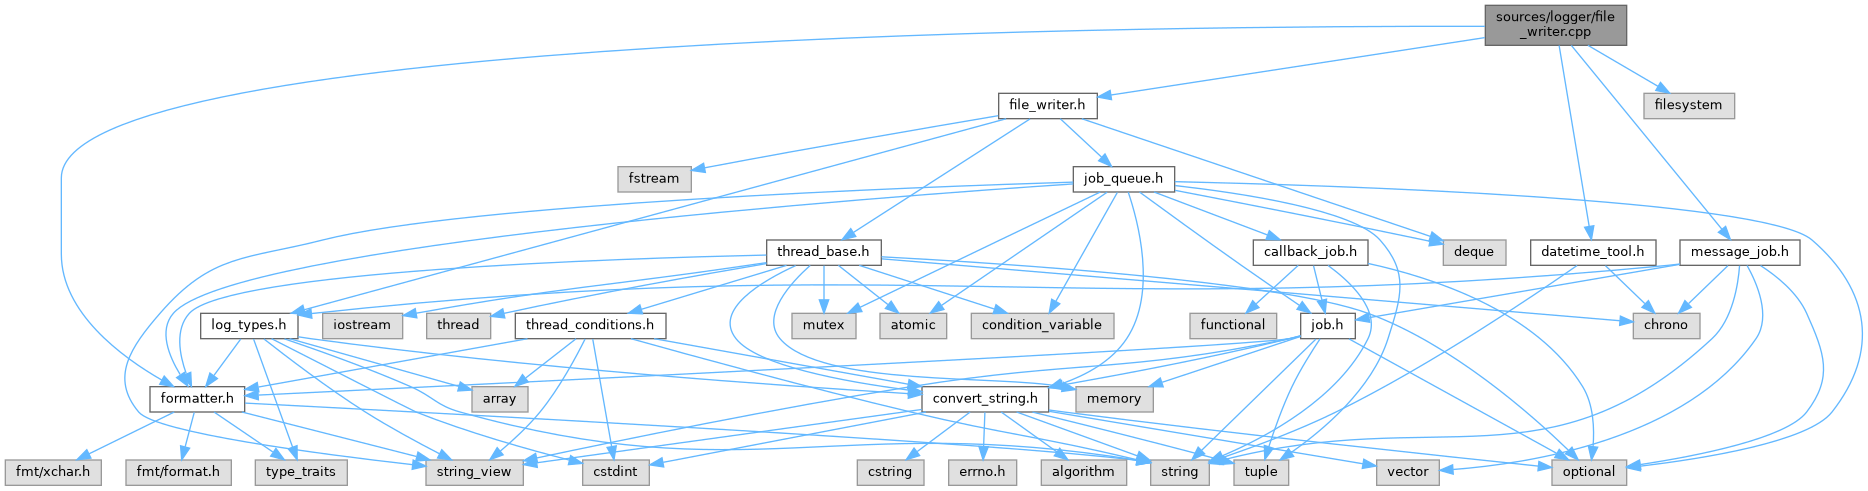 sources/logger/file
_writer.cpp
file_writer.h
filesystem
fstream
job_queue.h
thread_base.h
callback_job.h
deque
datetime_tool.h
message_job.h
log_types.h
iostream
thread
thread_conditions.h
mutex
atomic
condition_variable
functional
job.h
chrono
formatter.h
array
convert_string.h
memory
fmt/xchar.h
fmt/format.h
type_traits
string_view
cstdint
cstring
errno.h
algorithm
string
tuple
vector
optional